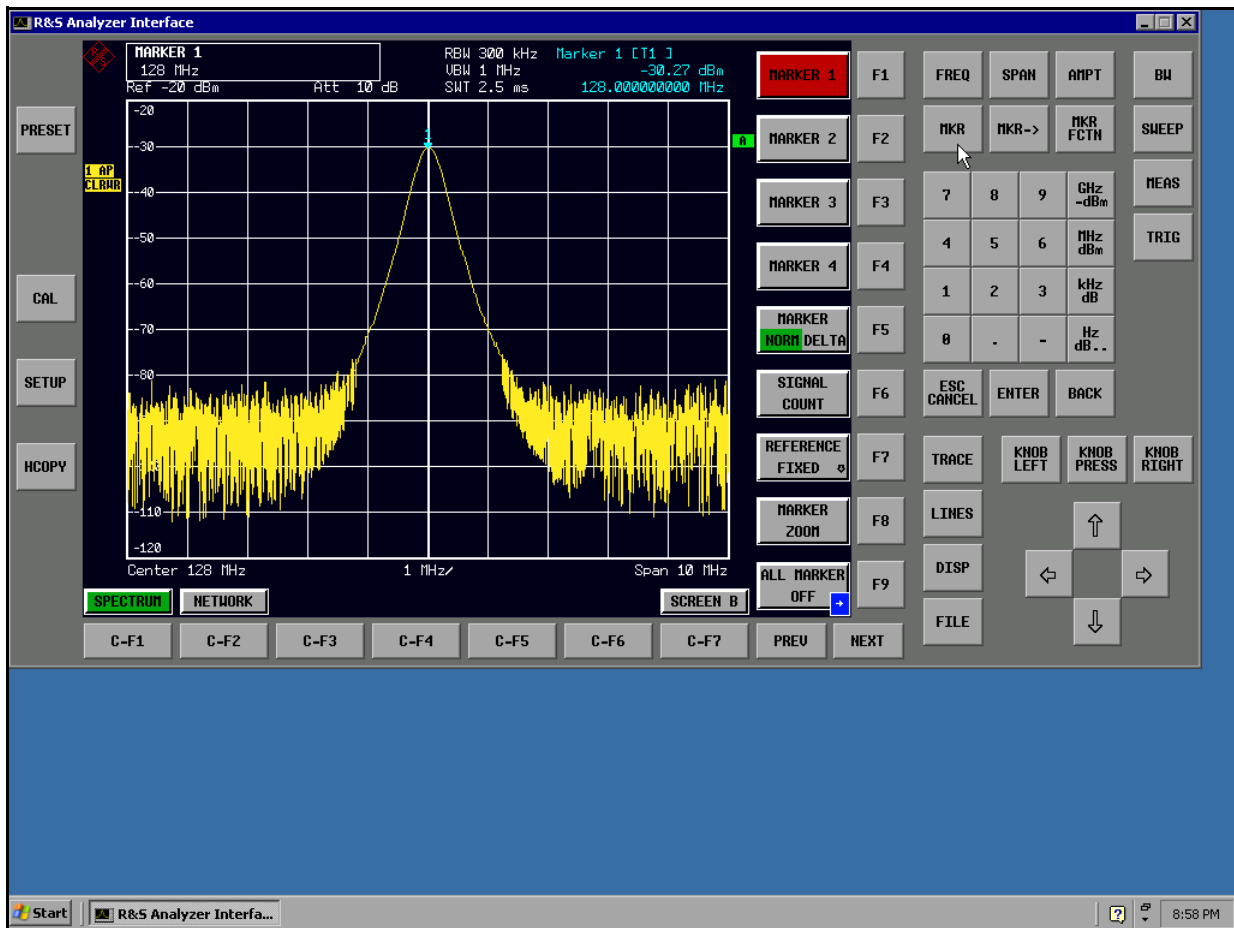 R&S Analyzer Interface
MARKER 1
128 MHz
RBW 300 kHz
Marker 1 [T1 ]
VBW 1 MHz
-30.27 dBm
Ref -20 dBm
Att 10 dB
SWT 2.5 ms
128.000000000 MHz
-20
1
-30
A
1 AP
CLRWR
-40
-50
-60
-70
-80
-110
-120
Center 128 MHz
1 MHz/
Span 10 MHz
SPECTRUM
NETWORK
SCREEN B
PRESET
CAL
SETUP
HCOPY
MARKER 1
F1
MARKER 2
F2
MARKER 3
F3
MARKER 4
F4
MARKER
NORM DELTA
F5
SIGNAL
COUNT
F6
REFERENCE
FIXED
F7
MARKER
ZOOM
F8
ALL MARKER
OFF
F9
C-F1
C-F2
C-F3
C-F4
C-F5
C-F6
C-F7
PREV
NEXT
FREQ
SPAN
AMPT
BW
MKR
MKR->
MKR
FCTN
SWEEP
7
8
9
GHz
-dBm
MEAS
4
5
6
MHz
dBm
TRIG
1
2
3
kHz
dB
0
.
-
Hz
dB..
ESC
CANCEL
ENTER
BACK
TRACE
KNOB
LEFT
KNOB
PRESS
KNOB
RIGHT
LINES
DISP
FILE
Start
R&S Analyzer Interfa...
8:58 PM